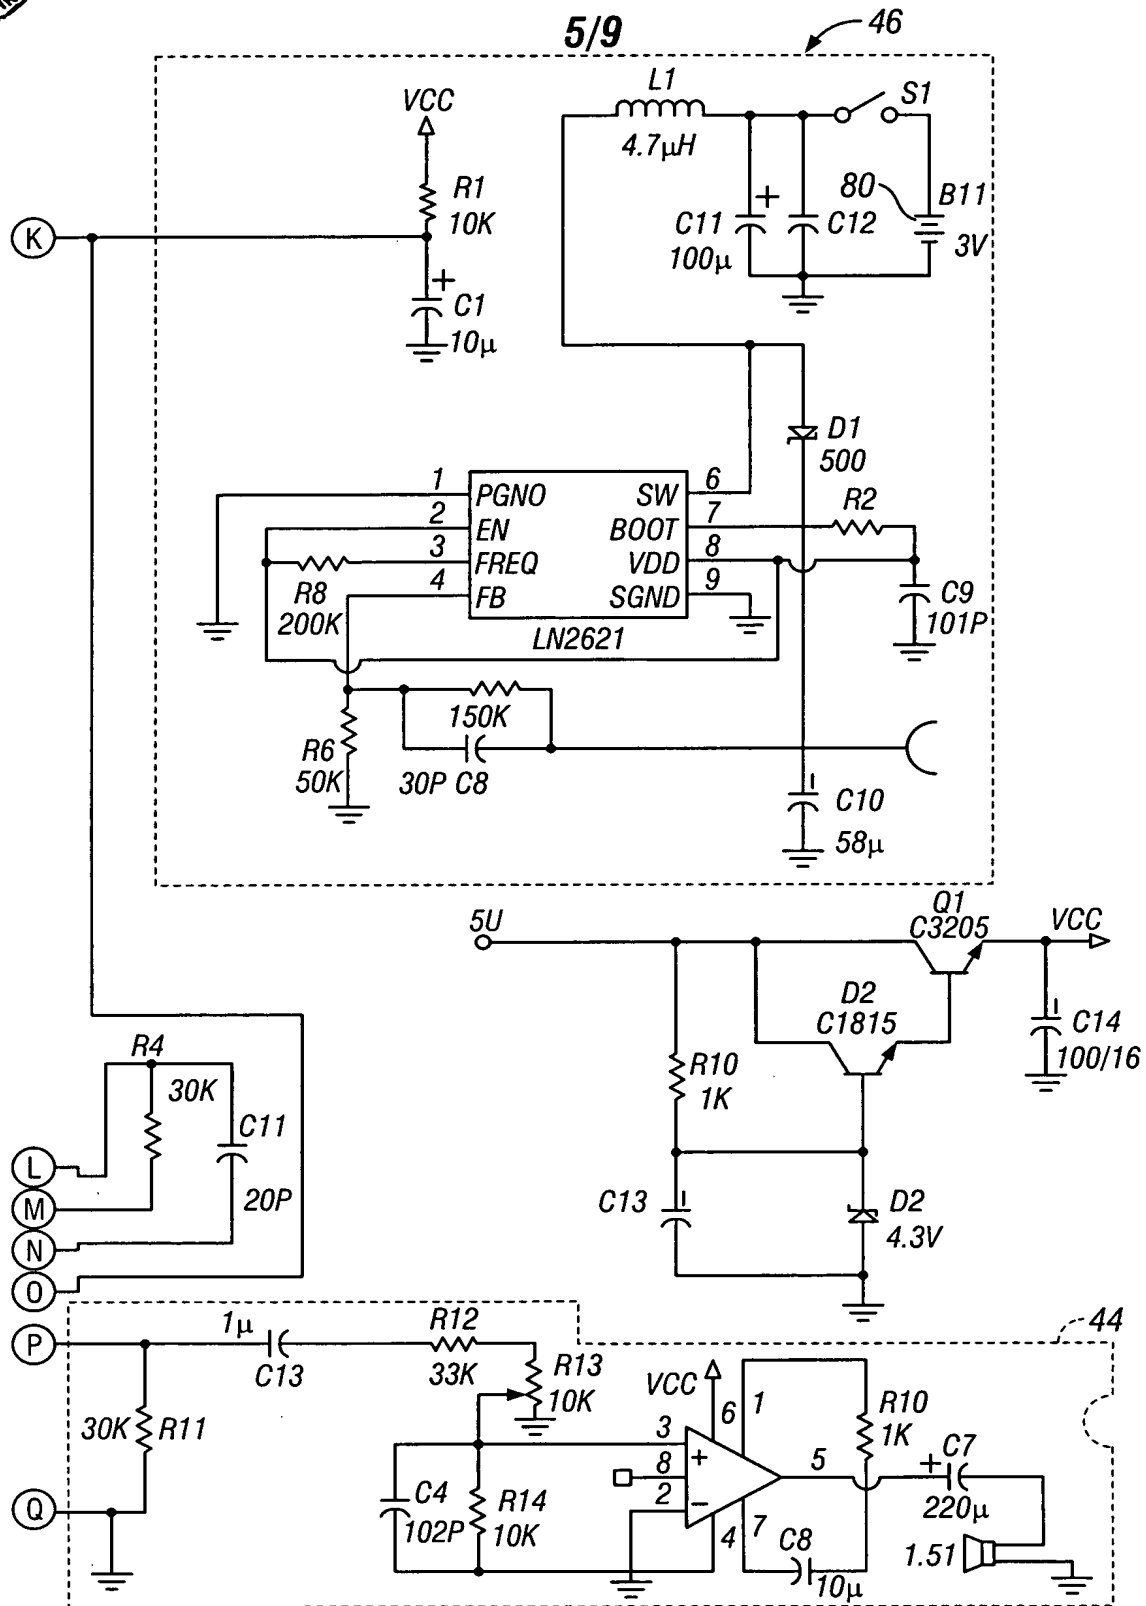 5/9
46
VCC
L1
4.7µH
S1
R1
10K
80
B11
3V
C11
100µ
+
C12
K
+
C1
10µ
D1
500
1
PGNO
SW
6
2
EN
BOOT
7
R2
3
FREQ
VDD
8
4
FB
SGND
9
R8
200K
C9
101P
LN2621
150K
R6
50K
30P C8
C10
58µ
5U
Q1
C3205
VCC
D2
C1815
C14
100/16
R10
1K
R4
30K
C11
20P
L
M
N
O
C13
D2
4.3V
44
P
1µ
C13
R12
33K
R13
10K
30K
R11
VCC
6
1
R10
1K
3
+
8
2
−
5
+
C7
220µ
C4
102P
R14
10K
4
7
C8
10µ
1.51
Q